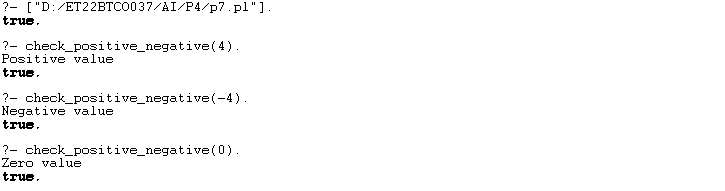 ?- ["D:/ET22BTCO037/AI/P4/p7.pl"].
true.
?- check_positive_negative(4).
Positive value
true.
?- check_positive_negative(-4).
Negative value
true.
?- check_positive_negative(0).
Zero value
true.